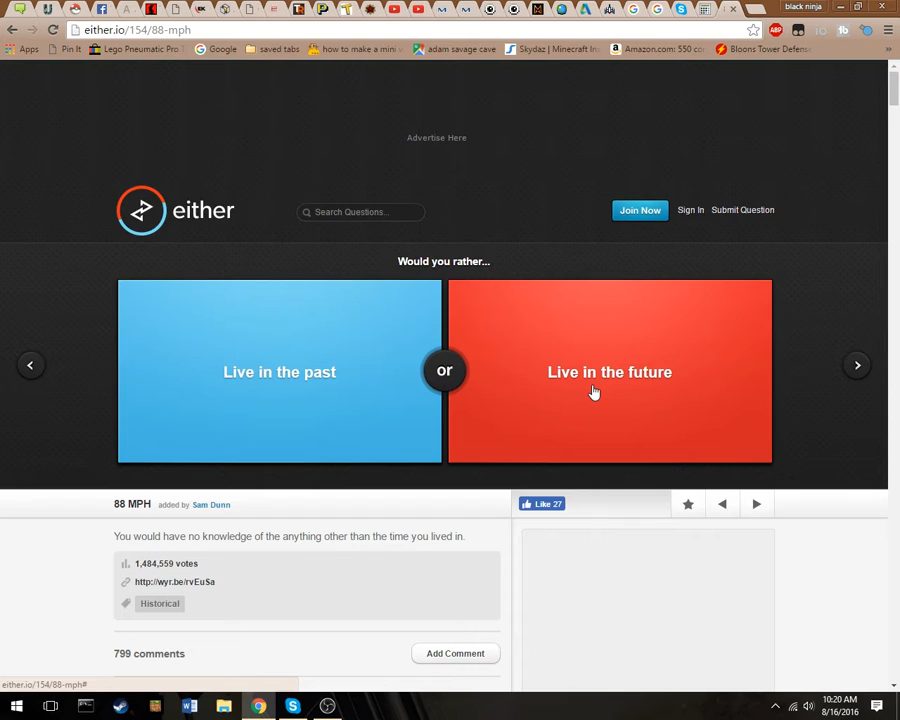 black ninja
either.io/154/88-mph
Apps
Pin It
Lego Pneumatic Pro
Google
saved tabs
how to make a mini
adam savage cave
Skydaz | Minecraft In
Amazon.com: 550 co
Bloons Tower Defens
Advertise Here
either
Search Questions...
Join Now
Sign In
Submit Question
Would you rather...
Live in the past
or
Live in the future
88 MPH added by Sam Dunn
Like 27
You would have no knowledge of the anything other than the time you lived in.
1,484,559 votes
http://wyr.be/rvEuSa
Historical
799 comments
Add Comment
either.io/154/88-mph#
10:20 AM
8/16/2016